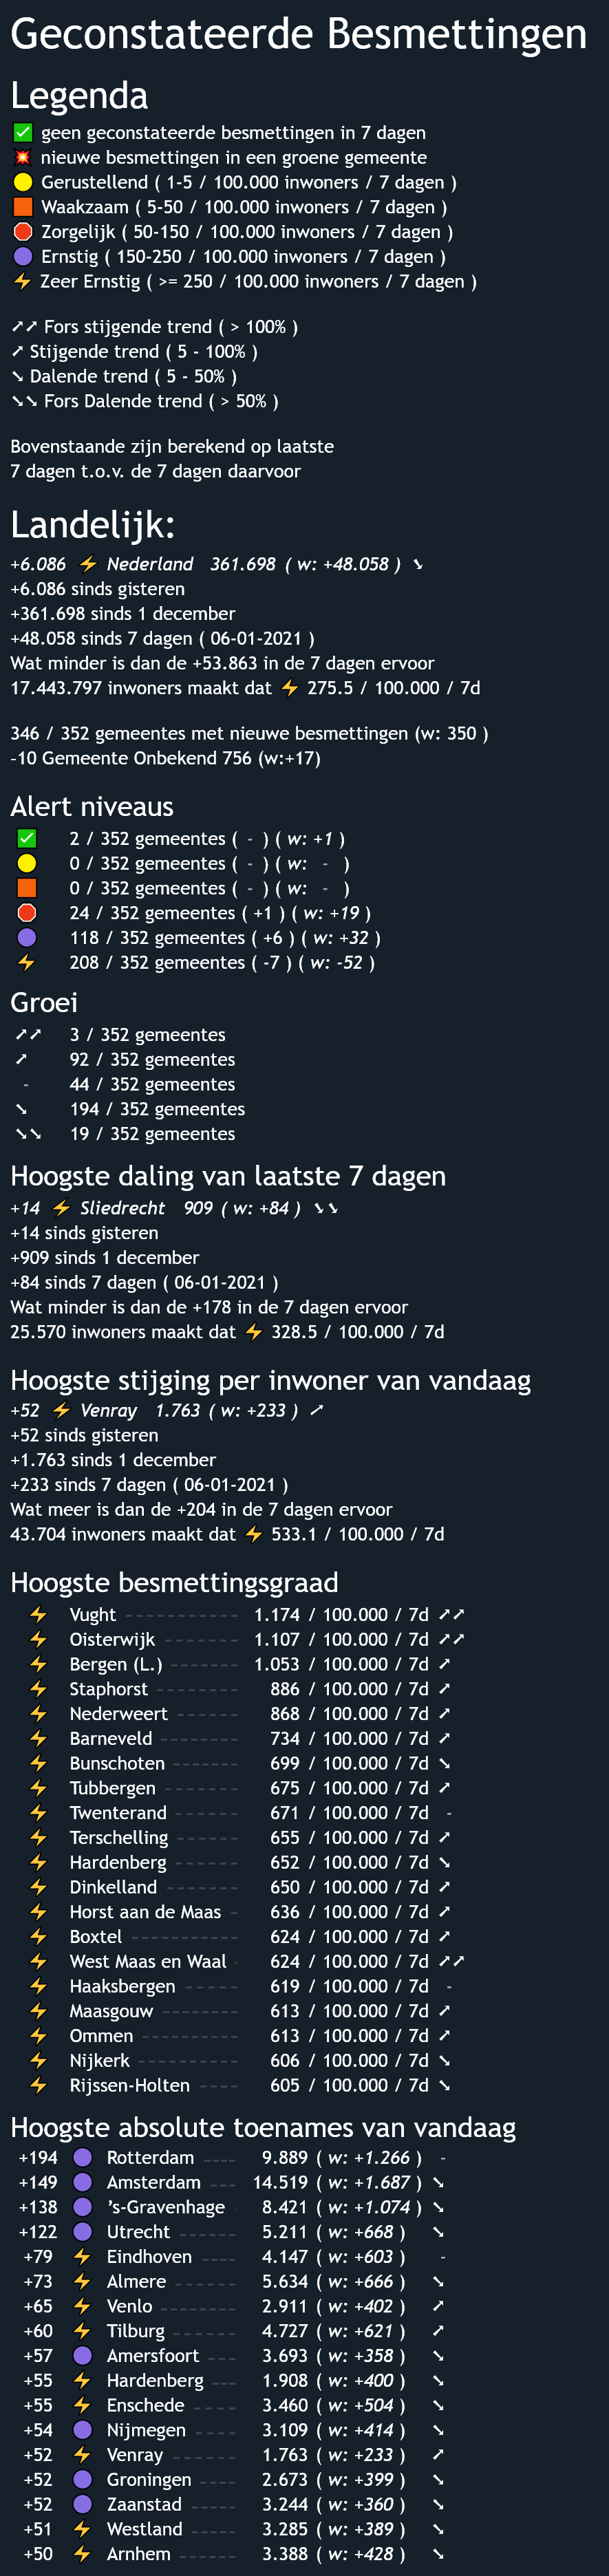 Geconstateerde Besmettingen
Legenda
✅ geen geconstateerde besmettingen in 7 dagen
💥 nieuwe besmettingen in een groene gemeente
🟡 Gerustellend ( 1-5 / 100.000 inwoners / 7 dagen )
🟧 Waakzaam ( 5-50 / 100.000 inwoners / 7 dagen )
🛑 Zorgelijk ( 50-150 / 100.000 inwoners / 7 dagen )
🟣 Ernstig ( 150-250 / 100.000 inwoners / 7 dagen )
⚡ Zeer Ernstig ( >= 250 / 100.000 inwoners / 7 dagen )
➚➚ Fors stijgende trend ( > 100% )
➚ Stijgende trend ( 5 - 100% )
➘ Dalende trend ( 5 - 50% )
➘➘ Fors Dalende trend ( > 50% )
Bovenstaande zijn berekend op laatste
7 dagen t.o.v. de 7 dagen daarvoor
Landelijk:
+6.086 ⚡ Nederland 361.698 ( w: +48.058 ) ➘
+6.086 sinds gisteren
+361.698 sinds 1 december
+48.058 sinds 7 dagen ( 06-01-2021 )
Wat minder is dan de +53.863 in de 7 dagen ervoor
17.443.797 inwoners maakt dat ⚡ 275.5 / 100.000 / 7d
346 / 352 gemeentes met nieuwe besmettingen (w: 350 )
-10 Gemeente Onbekend 756 (w:+17)
Alert niveaus
✅ 2 / 352 gemeentes ( - ) ( w: +1 )
🟡 0 / 352 gemeentes ( - ) ( w: - )
🟧 0 / 352 gemeentes ( - ) ( w: - )
🛑 24 / 352 gemeentes ( +1 ) ( w: +19 )
🟣 118 / 352 gemeentes ( +6 ) ( w: +32 )
⚡ 208 / 352 gemeentes ( -7 ) ( w: -52 )
Groei
➚➚ 3 / 352 gemeentes
➚ 92 / 352 gemeentes
- 44 / 352 gemeentes
➘ 194 / 352 gemeentes
➘➘ 19 / 352 gemeentes
Hoogste daling van laatste 7 dagen
+14 ⚡ Sliedrecht 909 ( w: +84 ) ➘➘
+14 sinds gisteren
+909 sinds 1 december
+84 sinds 7 dagen ( 06-01-2021 )
Wat minder is dan de +178 in de 7 dagen ervoor
25.570 inwoners maakt dat ⚡ 328.5 / 100.000 / 7d
Hoogste stijging per inwoner van vandaag
+52 ⚡ Venray 1.763 ( w: +233 ) ➚
+52 sinds gisteren
+1.763 sinds 1 december
+233 sinds 7 dagen ( 06-01-2021 )
Wat meer is dan de +204 in de 7 dagen ervoor
43.704 inwoners maakt dat ⚡ 533.1 / 100.000 / 7d
Hoogste besmettingsgraad
⚡ Vught ----------- 1.174 / 100.000 / 7d ➚➚
⚡ Oisterwijk ------- 1.107 / 100.000 / 7d ➚➚
⚡ Bergen (L.) ------- 1.053 / 100.000 / 7d ➚
⚡ Staphorst -------- 886 / 100.000 / 7d ➚
⚡ Nederweert ------ 868 / 100.000 / 7d ➚
⚡ Barneveld ------- 734 / 100.000 / 7d ➚
⚡ Bunschoten ------ 699 / 100.000 / 7d ➘
⚡ Tubbergen ------- 675 / 100.000 / 7d ➚
⚡ Twenterand ------ 671 / 100.000 / 7d -
⚡ Terschelling ------ 655 / 100.000 / 7d ➚
⚡ Hardenberg ------ 652 / 100.000 / 7d ➘
⚡ Dinkelland ------- 650 / 100.000 / 7d ➚
⚡ Horst aan de Maas - 636 / 100.000 / 7d ➚
⚡ Boxtel ----------- 624 / 100.000 / 7d ➚
⚡ West Maas en Waal - 624 / 100.000 / 7d ➚➚
⚡ Haaksbergen ----- 619 / 100.000 / 7d -
⚡ Maasgouw ------- 613 / 100.000 / 7d ➚
⚡ Ommen ---------- 613 / 100.000 / 7d ➚
⚡ Nijkerk ---------- 606 / 100.000 / 7d ➘
⚡ Rijssen-Holten ---- 605 / 100.000 / 7d ➘
Hoogste absolute toenames van vandaag
+194 🟣 Rotterdam ---- 9.889 ( w: +1.266 ) -
+149 🟣 Amsterdam --- 14.519 ( w: +1.687 ) ➘
+138 🟣 's-Gravenhage - 8.421 ( w: +1.074 ) ➘
+122 🟣 Utrecht ------- 5.211 ( w: +668 ) ➘
+79 ⚡ Eindhoven ---- 4.147 ( w: +603 ) -
+73 ⚡ Almere ------- 5.634 ( w: +666 ) ➘
+65 ⚡ Venlo --------- 2.911 ( w: +402 ) ➚
+60 ⚡ Tilburg -------- 4.727 ( w: +621 ) ➚
+57 🟣 Amersfoort ---- 3.693 ( w: +358 ) ➘
+55 ⚡ Hardenberg --- 1.908 ( w: +400 ) ➘
+55 ⚡ Enschede ----- 3.460 ( w: +504 ) ➘
+54 🟣 Nijmegen ----- 3.109 ( w: +414 ) ➘
+52 ⚡ Venray -------- 1.763 ( w: +233 ) ➚
+52 🟣 Groningen ----- 2.673 ( w: +399 ) ➘
+52 🟣 Zaanstad ------ 3.244 ( w: +360 ) ➘
+51 ⚡ Westland ------ 3.285 ( w: +389 ) ➘
+50 ⚡ Arnhem ------- 3.388 ( w: +428 ) ➘